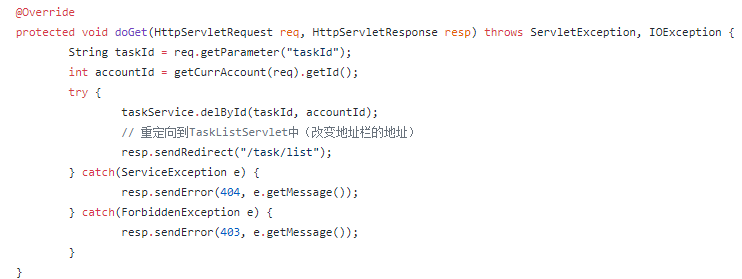 @Override
protected void doGet(HttpServletRequest req, HttpServletResponse resp) throws ServletException, IOException {
String taskId = req.getParameter("taskId");
int accountId = getCurrAccount(req).getId();
try {
taskService.delById(taskId, accountId);
// 重定向到TaskListServlet中（改变地址栏的地址）
resp.sendRedirect("/task/list");
} catch(ServiceException e) {
resp.sendError(404, e.getMessage());
} catch(ForbiddenException e) {
resp.sendError(403, e.getMessage());
}
}